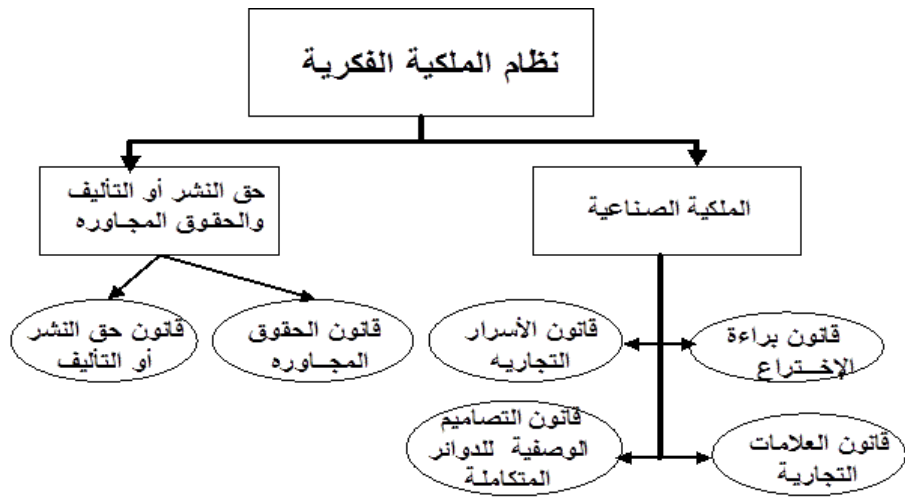 نظام الملكية الفكرية
الملكية الصناعية
حق النشر أو التأليف
والحقوق المجاوره
قانون براءة
الإختراع
قانون الأسرار
التجاريه
قانون العلامات
التجارية
قانون التصاميم
الوصفية للدوائر
المتكاملة
قانون الحقوق
المجاوره
قانون حق النشر
أو التأليف